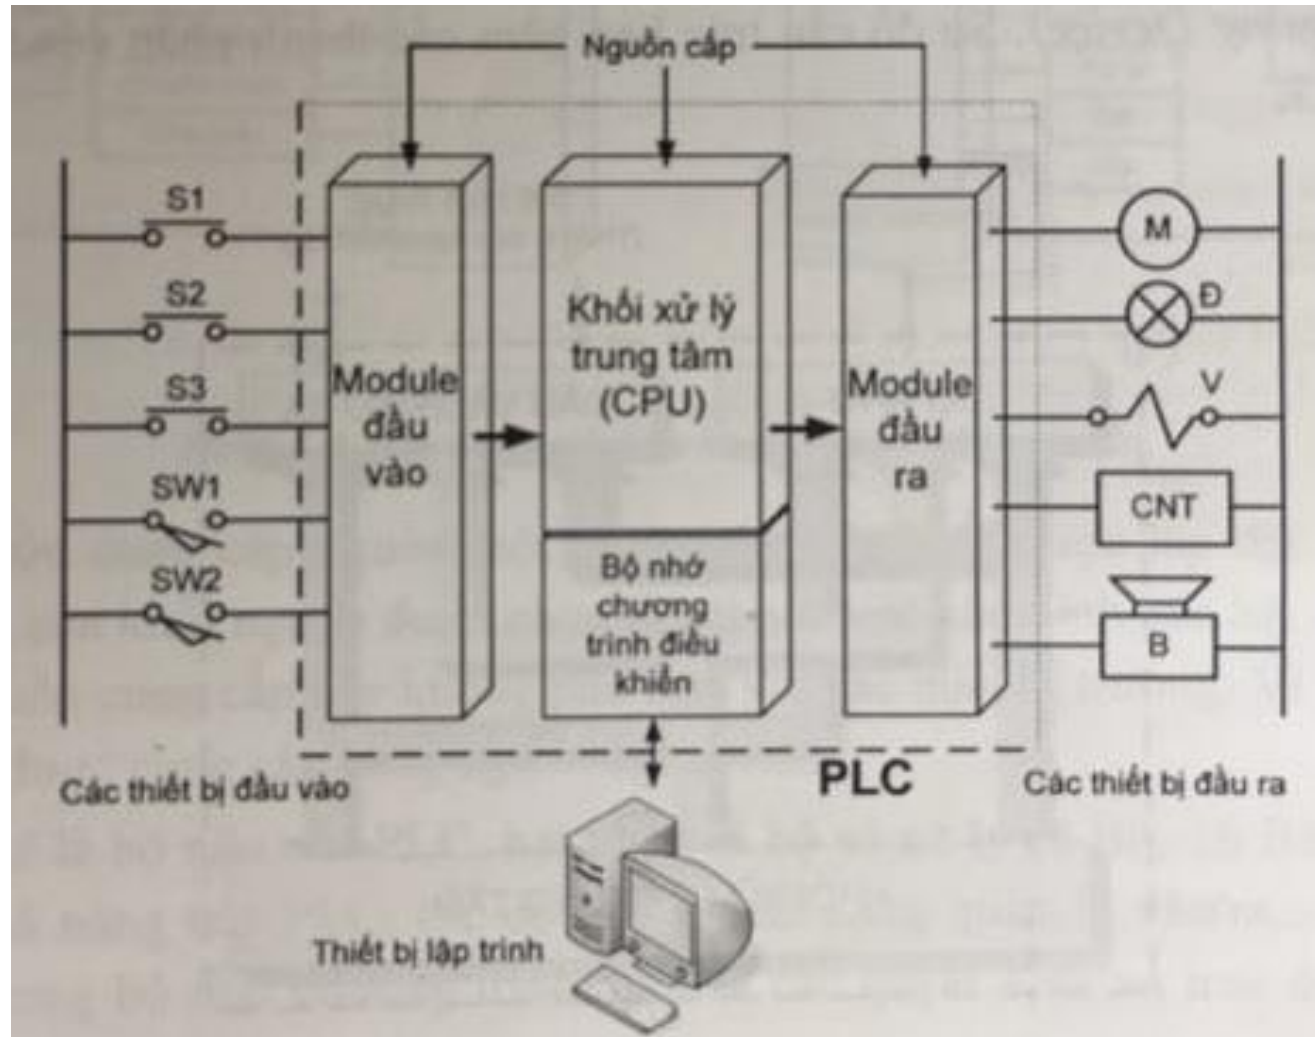 Nguồn cấp
S1
S2
S3
SW1
SW2
Module
đầu
vào
Khối xử lý
trung tâm
(CPU)
Bộ nhớ
chương
trình điều
khiển
Module
đầu
ra
M
Đ
V
CNT
B
PLC
Các thiết bị đầu vào
Các thiết bị đầu ra
Thiết bị lập trình